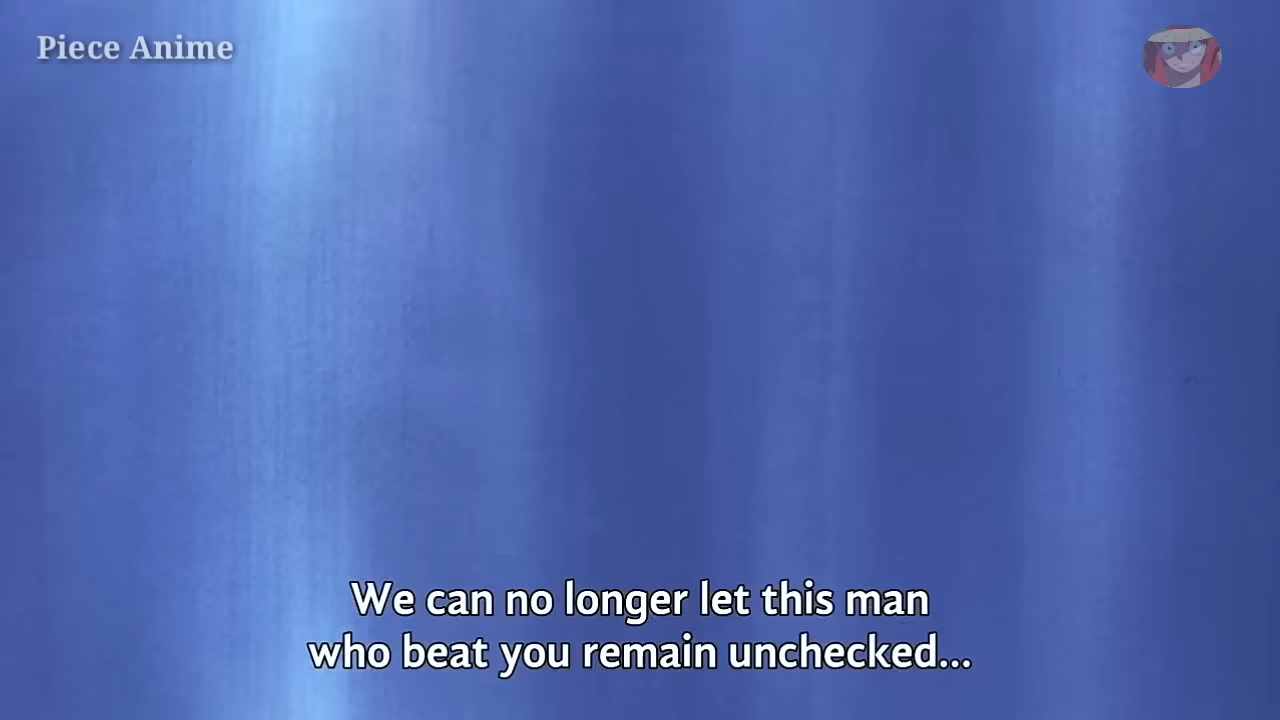 Piece Anime
We can no longer let this man
who beat you remain unchecked...